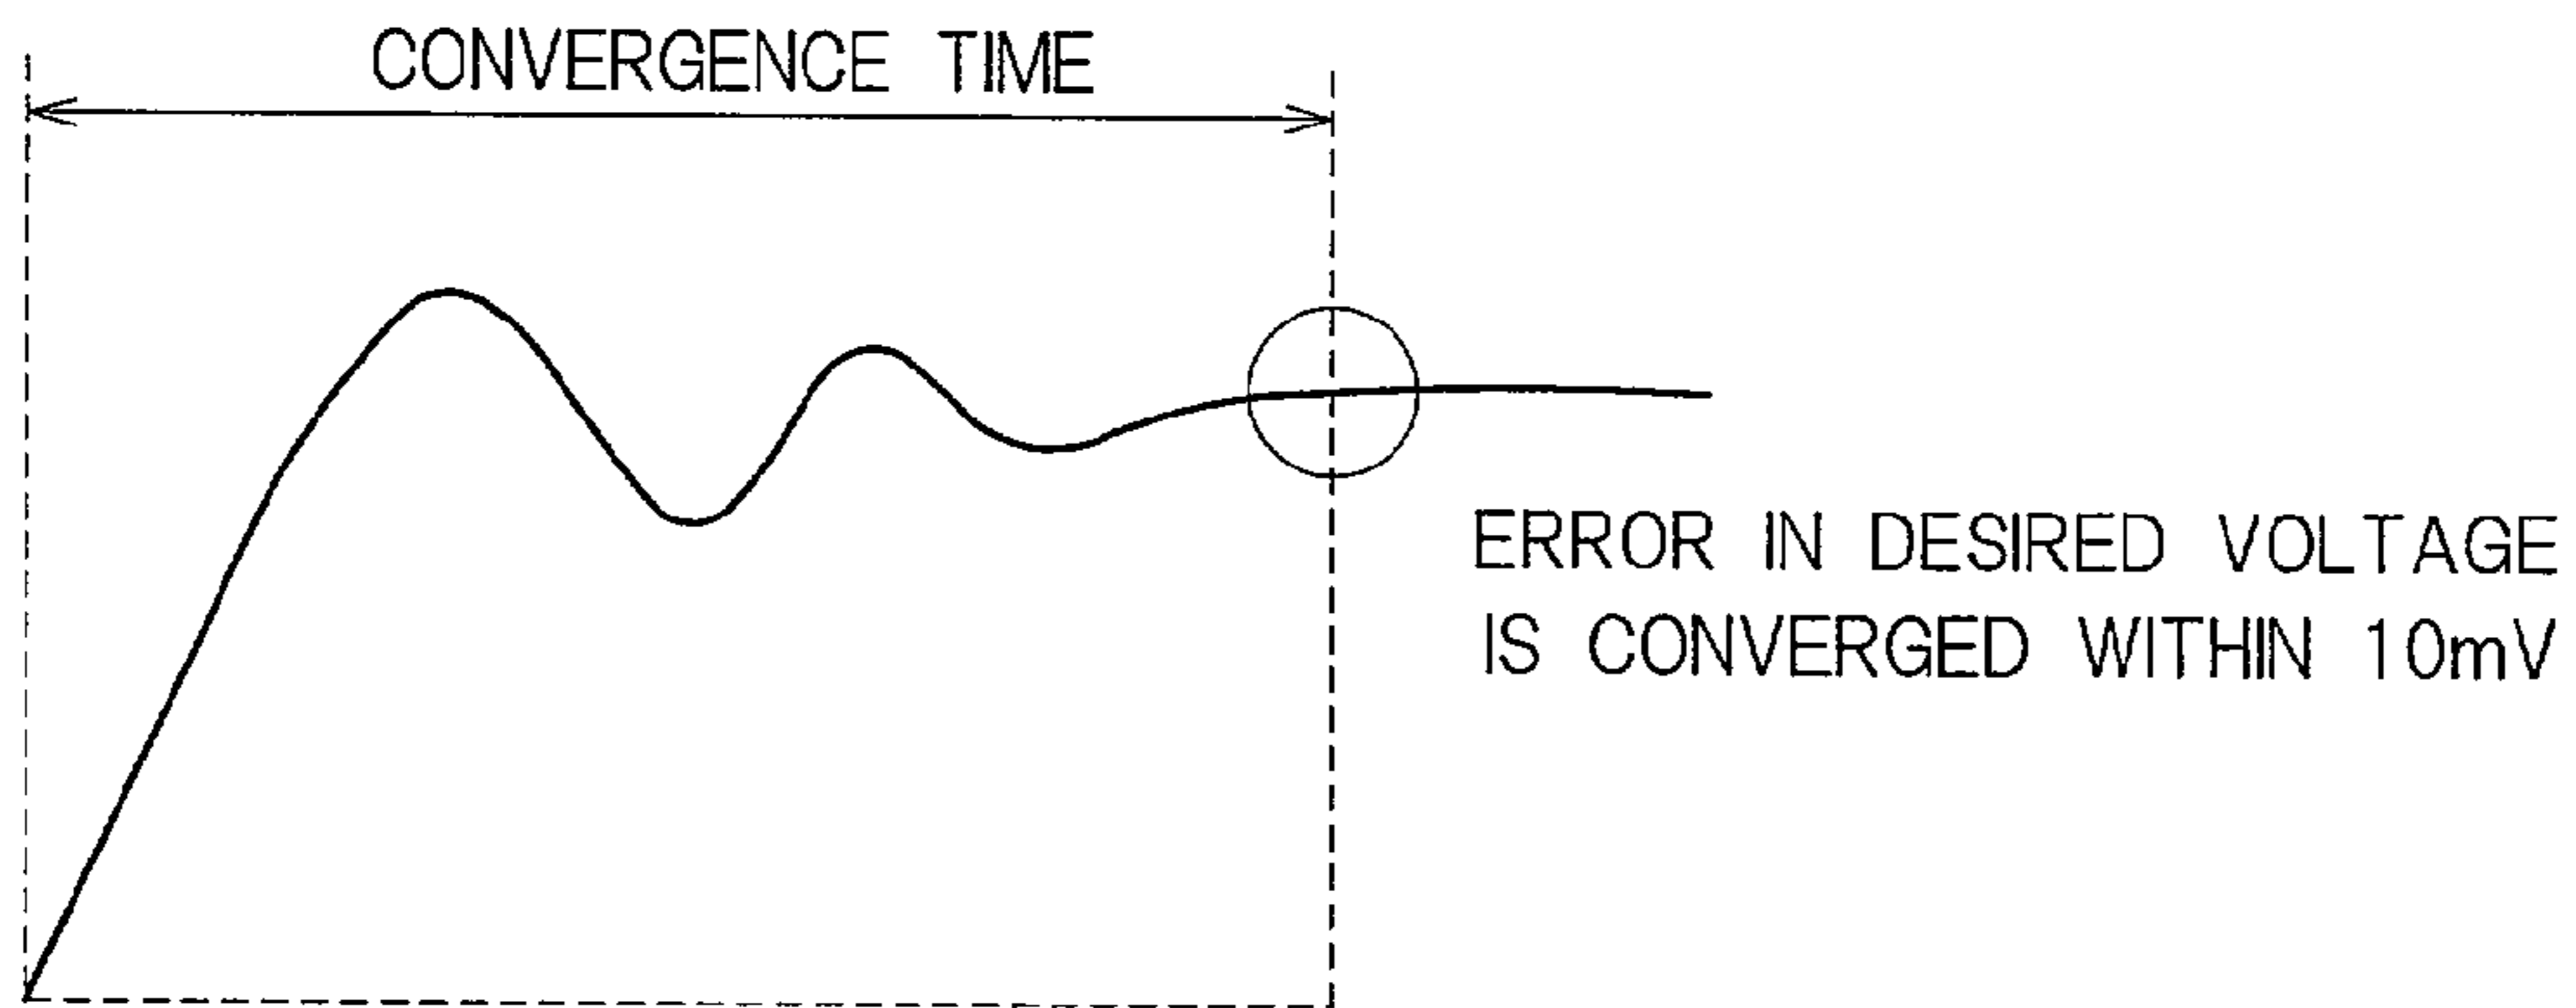 CONVERGENCE TIME
ERROR IN DESIRED VOLTAGE
IS CONVERGED WITHIN 10mV